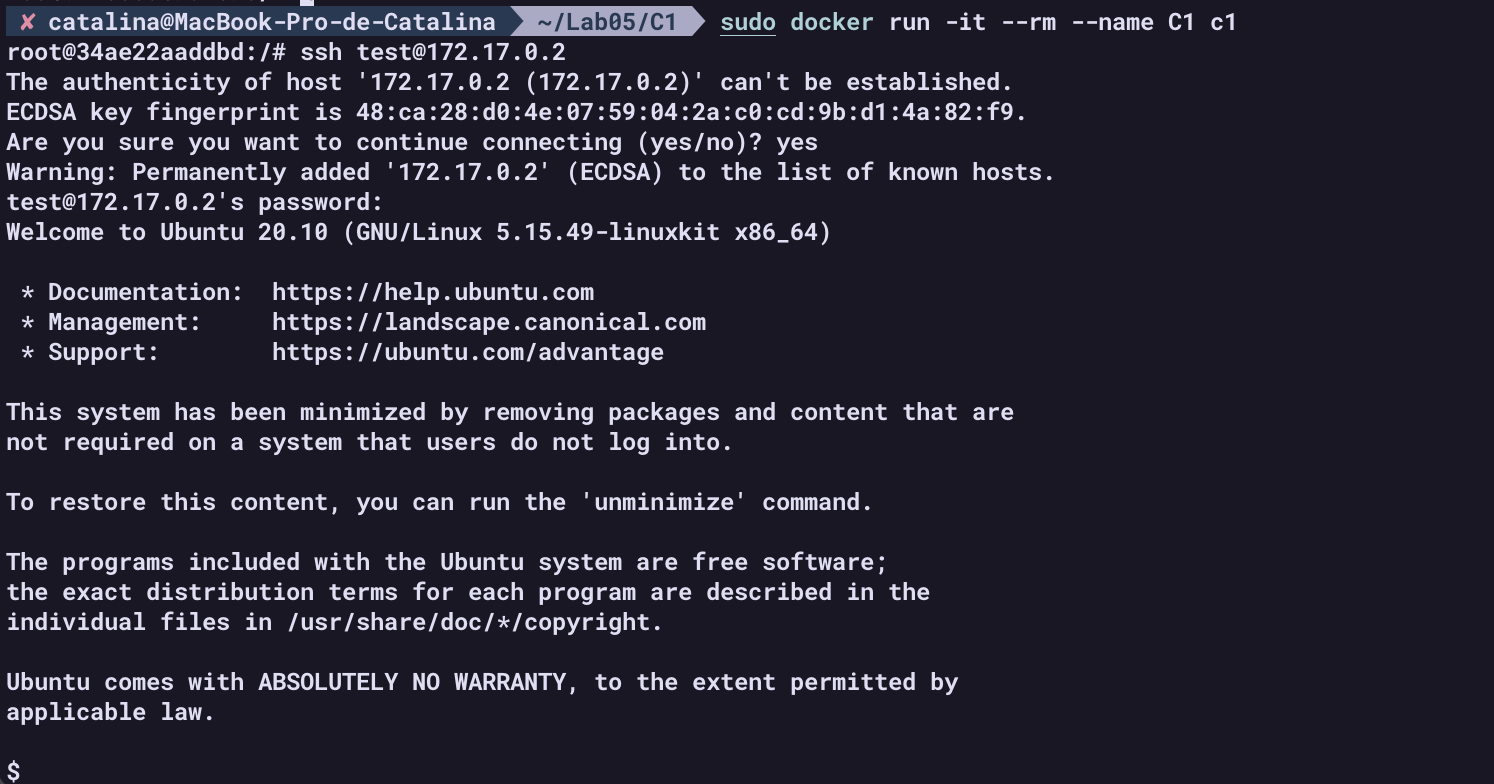 ✘ catalina@MacBook-Pro-de-Catalina ~/Lab05/C1 sudo docker run -it --rm --name C1 c1
root@34ae22aaddbd:/# ssh test@172.17.0.2
The authenticity of host '172.17.0.2 (172.17.0.2)' can't be established.
ECDSA key fingerprint is 48:ca:28:d0:4e:07:59:04:2a:c0:cd:9b:d1:4a:82:f9.
Are you sure you want to continue connecting (yes/no)? yes
Warning: Permanently added '172.17.0.2' (ECDSA) to the list of known hosts.
test@172.17.0.2's password:
Welcome to Ubuntu 20.10 (GNU/Linux 5.15.49-linuxkit x86_64)
* Documentation:  https://help.ubuntu.com
* Management:     https://landscape.canonical.com
* Support:        https://ubuntu.com/advantage
This system has been minimized by removing packages and content that are
not required on a system that users do not log into.
To restore this content, you can run the 'unminimize' command.
The programs included with the Ubuntu system are free software;
the exact distribution terms for each program are described in the
individual files in /usr/share/doc/*/copyright.
Ubuntu comes with ABSOLUTELY NO WARRANTY, to the extent permitted by
applicable law.
$